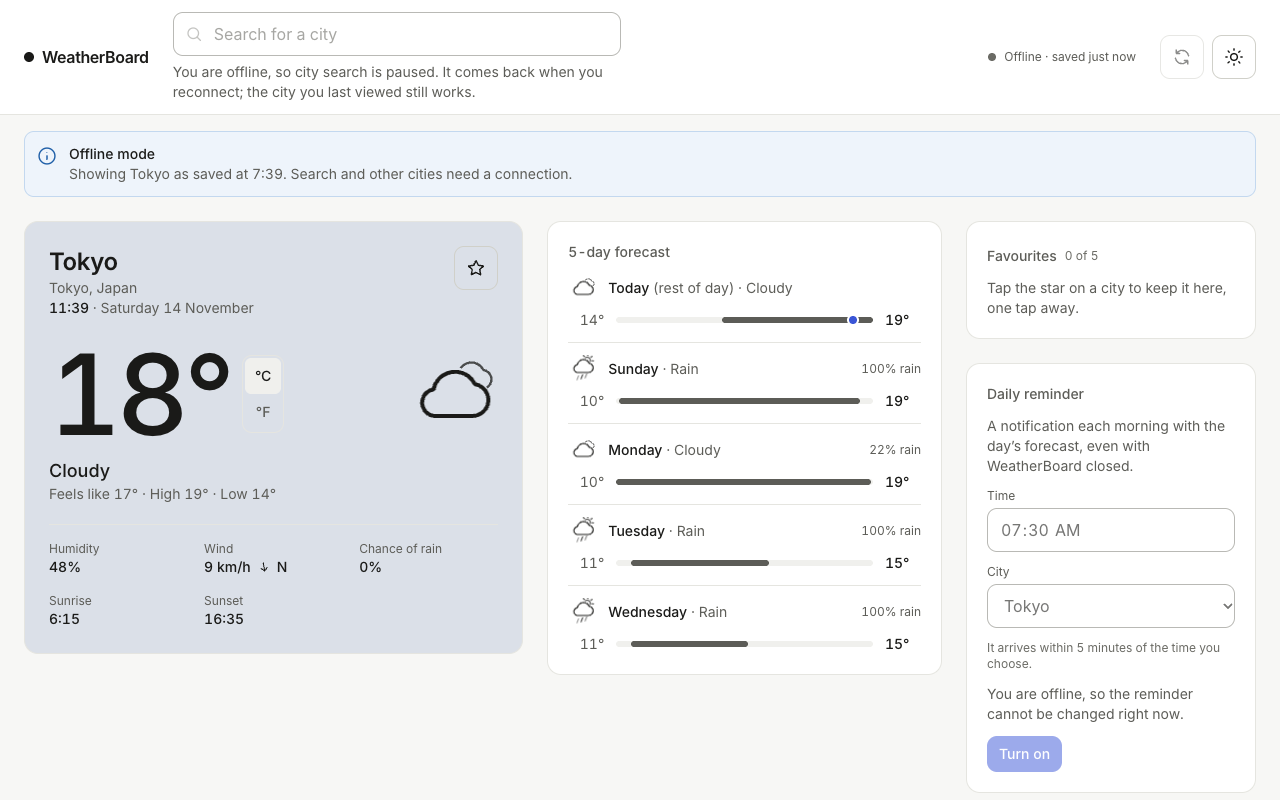 WeatherBoard
Search for a city
You are offline, so city search is paused. It comes back when you
reconnect; the city you last viewed still works.
Offline · saved just now
Offline mode
Showing Tokyo as saved at 7:39. Search and other cities need a connection.
Tokyo
Tokyo, Japan
11:39 · Saturday 14 November
18°
°C
°F
Cloudy
Feels like 17° · High 19° · Low 14°
Humidity
48%
Wind
9 km/h ↓ N
Chance of rain
0%
Sunrise
6:15
Sunset
16:35
5-day forecast
Today (rest of day) · Cloudy
14° 19°
Sunday · Rain 100% rain
10° 19°
Monday · Cloudy 22% rain
10° 19°
Tuesday · Rain 100% rain
11° 15°
Wednesday · Rain 100% rain
11° 15°
Favourites 0 of 5
Tap the star on a city to keep it here,
one tap away.
Daily reminder
A notification each morning with the
day’s forecast, even with
WeatherBoard closed.
Time
07:30 AM
City
Tokyo
It arrives within 5 minutes of the time you
choose.
You are offline, so the reminder
cannot be changed right now.
Turn on